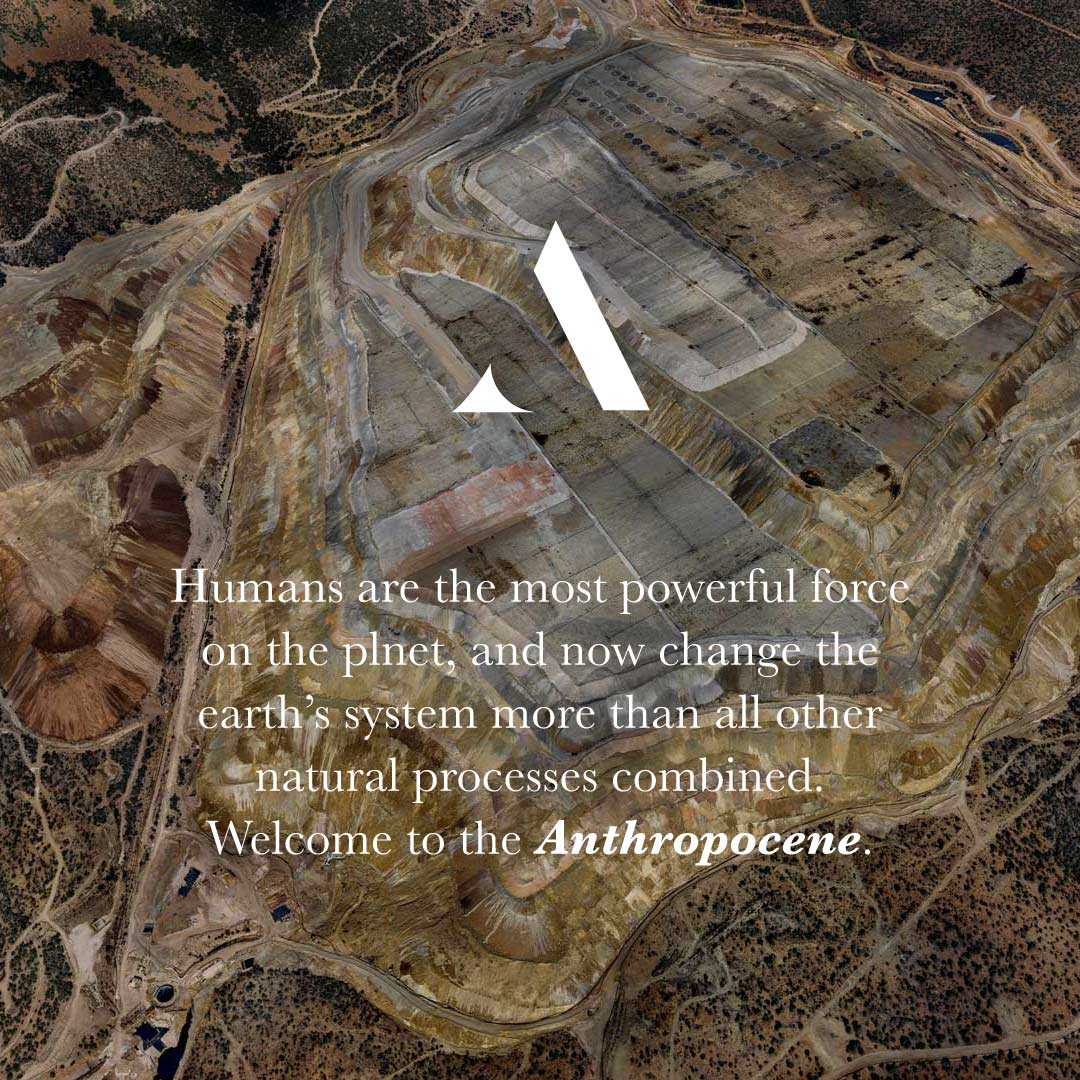 A
Humans are the most powerful force
on the plnet, and now change the
earth’s system more than all other
natural processes combined.
Welcome to the Anthropocene.